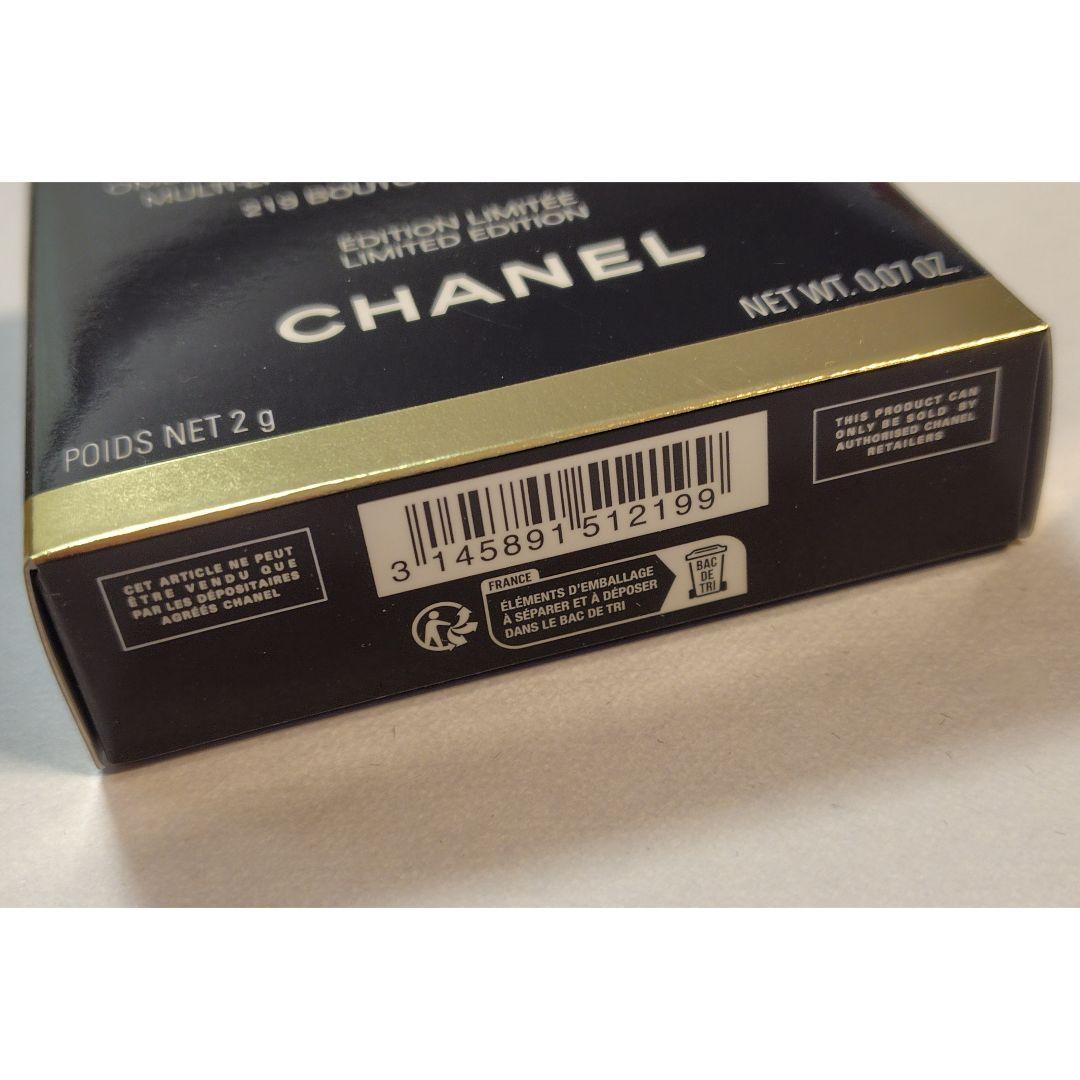 219
ÉDITION LIMITÉE
LIMITED EDITION
CHANEL
POIDS NET 2 g
NET WT. 0.07 OZ.
CET ARTICLE NE PEUT
ÊTRE VENDU QUE
PAR LES DÉPOSITAIRES
AGRÉÉS CHANEL
3 145891 512199
FRANCE
ÉLÉMENTS D'EMBALLAGE
À SÉPARER ET À DÉPOSER
DANS LE BAC DE TRI
BAC
DE
TRI
THIS PRODUCT CAN
ONLY BE SOLD BY
AUTHORISED CHANEL
RETAILERS